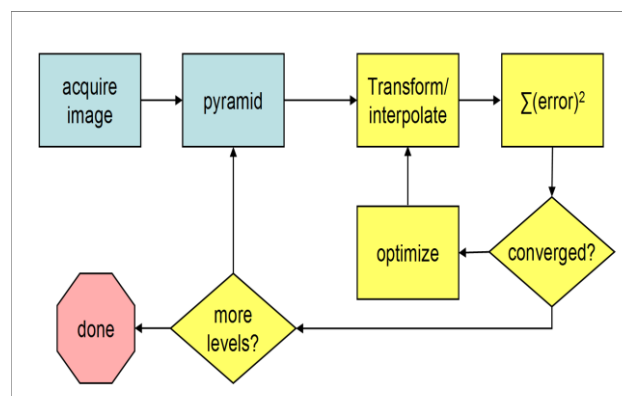 acquire
image
pyramid
Transform/
interpolate
∑(error)²
optimize
converged?
more
levels?
done